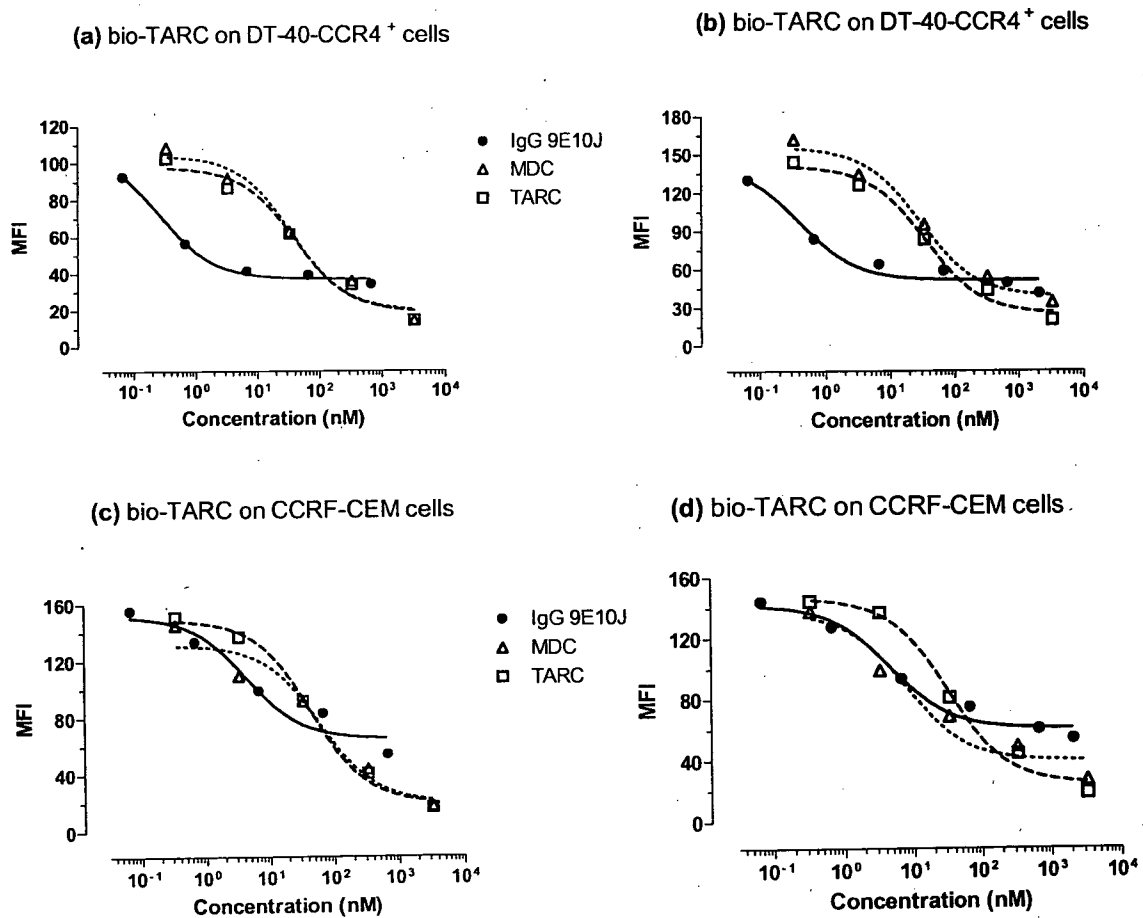 (a) bio-TARC on DT-40-CCR4 + cells
120
100
80
60
40
20
0
MFI
10-1 100 101 102 103 104
Concentration (nM)
IgG 9E10J
MDC
TARC
(b) bio-TARC on DT-40-CCR4+ cells
180
150
120
90
60
30
0
MFI
10-1 100 101 102 103 104
Concentration (nM)
(c) bio-TARC on CCRF-CEM cells
160
120
80
40
0
MFI
10-1 100 101 102 103 104
Concentration (nM)
IgG 9E10J
MDC
TARC
(d) bio-TARC on CCRF-CEM cells
160
120
80
40
0
MFI
10-1 100 101 102 103 104
Concentration (nM)